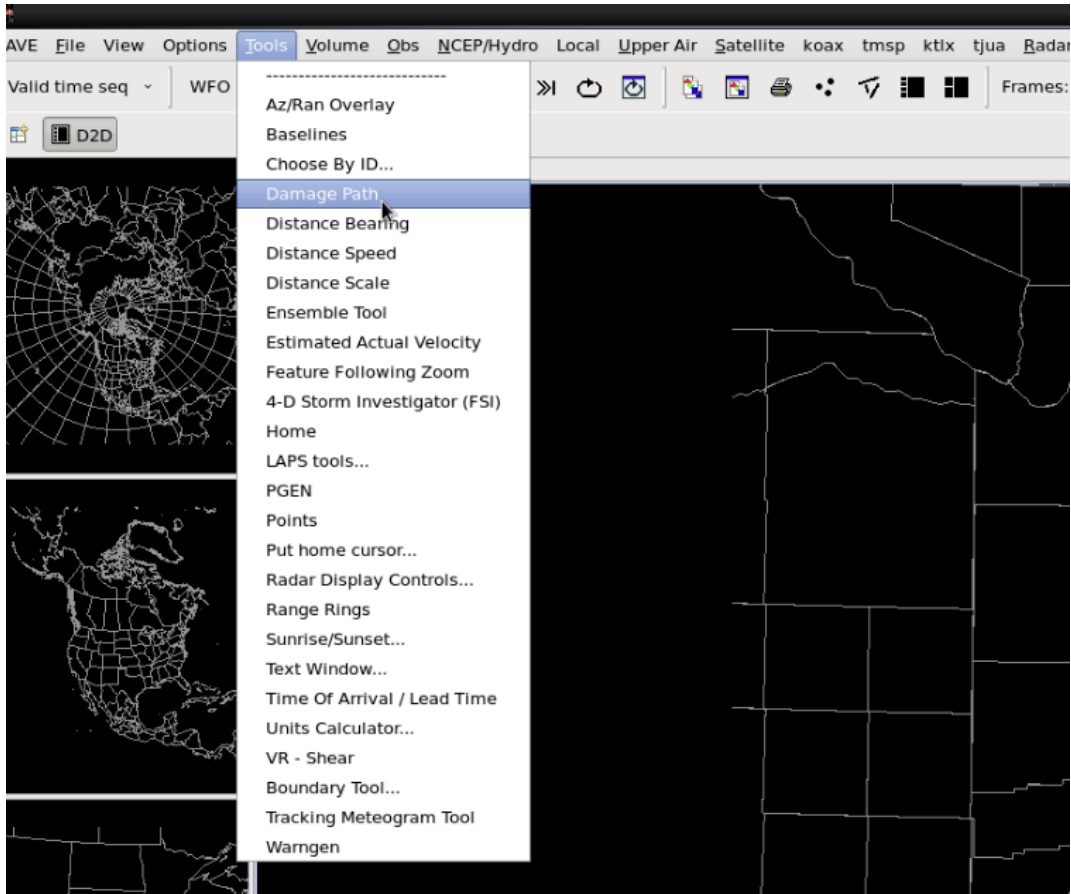 AVE File View Options Tools Volume Obs NCEP/Hydro Local Upper Air Satellite koax tmsp ktlx tjua Radar
Valid time seq WFO Frames:
D2D
----------------------------
Az/Ran Overlay
Baselines
Choose By ID...
Damage Path
Distance Bearing
Distance Speed
Distance Scale
Ensemble Tool
Estimated Actual Velocity
Feature Following Zoom
4-D Storm Investigator (FSI)
Home
LAPS tools...
PGEN
Points
Put home cursor...
Radar Display Controls...
Range Rings
Sunrise/Sunset...
Text Window...
Time Of Arrival / Lead Time
Units Calculator...
VR - Shear
Boundary Tool...
Tracking Meteogram Tool
Warngen